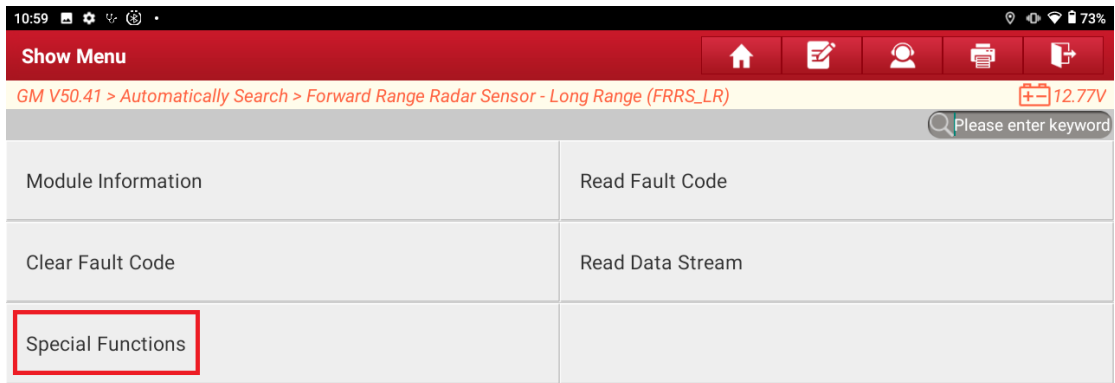 10:59 73%
Show Menu
GM V50.41 > Automatically Search > Forward Range Radar Sensor - Long Range (FRRS_LR) 12.77V
Please enter keyword
Module Information Read Fault Code
Clear Fault Code Read Data Stream
Special Functions